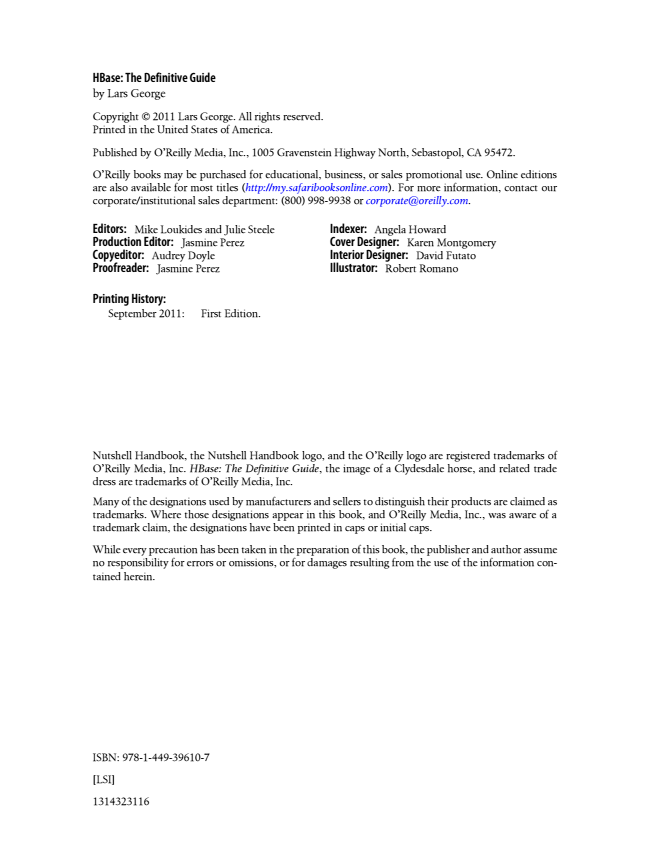 HBase: The Definitive Guide
by Lars George
Copyright © 2011 Lars George. All rights reserved.
Printed in the United States of America.
Published by O’Reilly Media, Inc., 1005 Gravenstein Highway North, Sebastopol, CA 95472.
O’Reilly books may be purchased for educational, business, or sales promotional use. Online editions
are also available for most titles (http://my.safaribooksonline.com). For more information, contact our
corporate/institutional sales department: (800) 998-9938 or corporate@oreilly.com.
Editors: Mike Loukides and Julie Steele
Production Editor: Jasmine Perez
Copyeditor: Audrey Doyle
Proofreader: Jasmine Perez
Indexer: Angela Howard
Cover Designer: Karen Montgomery
Interior Designer: David Futato
Illustrator: Robert Romano
Printing History:
September 2011: First Edition.
Nutshell Handbook, the Nutshell Handbook logo, and the O’Reilly logo are registered trademarks of
O’Reilly Media, Inc. HBase: The Definitive Guide, the image of a Clydesdale horse, and related trade
dress are trademarks of O’Reilly Media, Inc.
Many of the designations used by manufacturers and sellers to distinguish their products are claimed as
trademarks. Where those designations appear in this book, and O’Reilly Media, Inc., was aware of a
trademark claim, the designations have been printed in caps or initial caps.
While every precaution has been taken in the preparation of this book, the publisher and author assume
no responsibility for errors or omissions, or for damages resulting from the use of the information con-
tained herein.
ISBN: 978-1-449-39610-7
[LSI]
1314323116